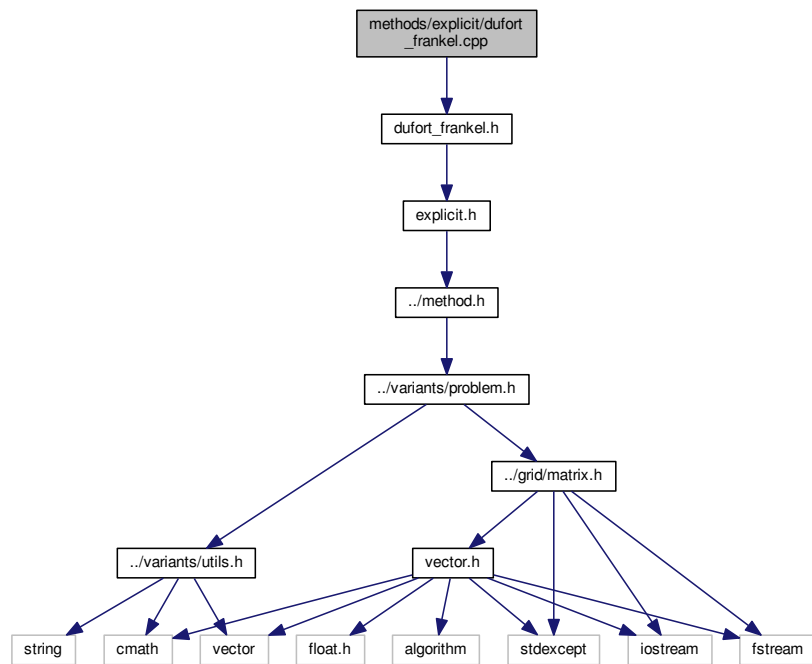 methods/explicit/dufort
_frankel.cpp
dufort_frankel.h
explicit.h
../method.h
../variants/problem.h
../grid/matrix.h
../variants/utils.h
vector.h
string
cmath
vector
float.h
algorithm
stdexcept
iostream
fstream